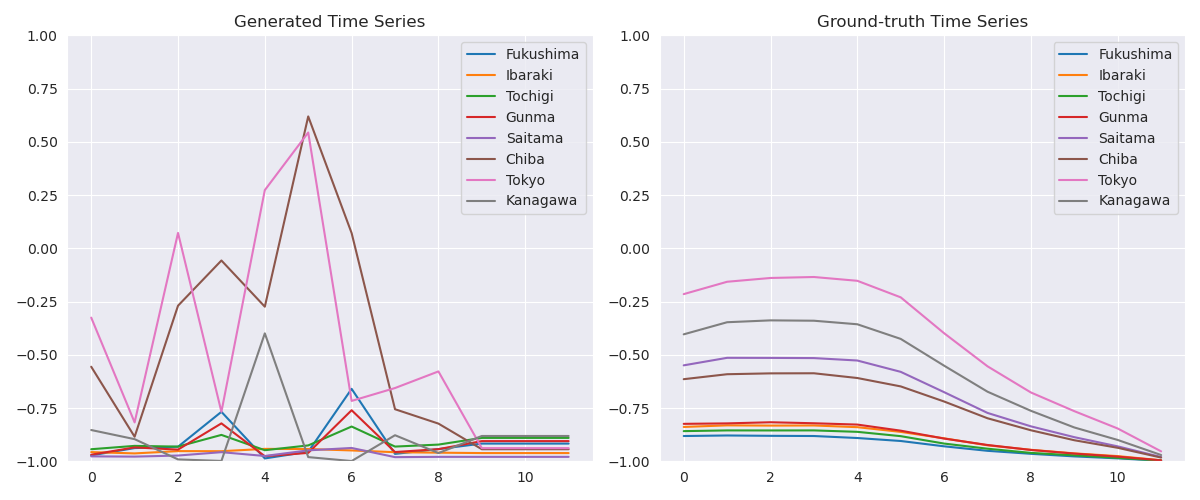 Generated Time Series
1.00
0.75
0.50
0.25
0.00
−0.25
−0.50
−0.75
−1.00
0 2 4 6 8 10
Fukushima
Ibaraki
Tochigi
Gunma
Saitama
Chiba
Tokyo
Kanagawa
Ground-truth Time Series
1.00
0.75
0.50
0.25
0.00
−0.25
−0.50
−0.75
−1.00
0 2 4 6 8 10
Fukushima
Ibaraki
Tochigi
Gunma
Saitama
Chiba
Tokyo
Kanagawa